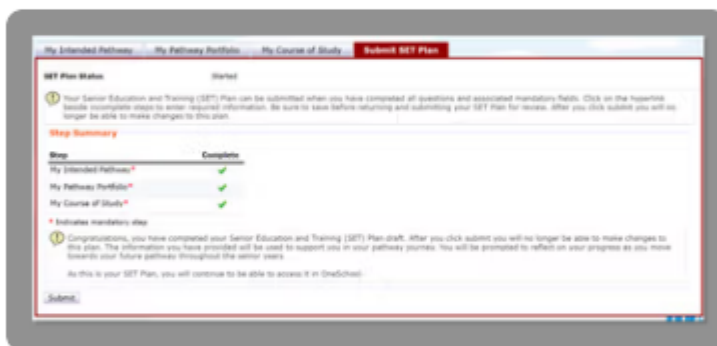 My Intended Pathway My Pathway Portfolio My Course of Study Submit SET Plan
SET Plan Status Started
Your Senior Education and Training (SET) Plan can be submitted when you have completed all questions and associated mandatory fields. Click on the hyperlink
beside incomplete steps to enter required information. Be sure to save before returning and submitting your SET Plan for review. After you click submit you will no
longer be able to make changes to this plan
Step Summary
Step Complete
My Intended Pathway*
My Pathway Portfolio*
My Course of Study*
* Indicates mandatory step
Congratulations, you have completed your Senior Education and Training (SET) Plan draft. After you click submit you will no longer be able to make changes to
this plan. The information you have provided will be used to support you in your pathway journey. You will be prompted to reflect on your progress as you move
towards your future pathway throughout the senior years
As this is your SET Plan, you will continue to be able to access it in OneSchool
Submit